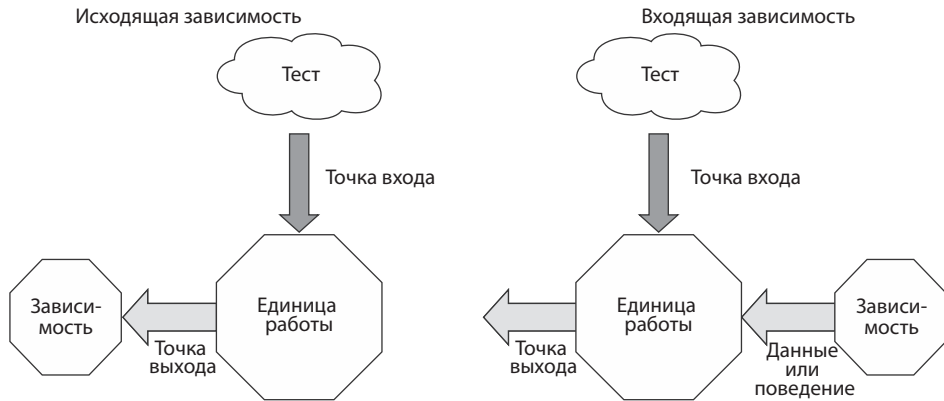 Исходящая зависимость
Тест
Точка входа
Зависи-
мость
Единица
работы
Точка
выхода
Входящая зависимость
Тест
Точка входа
Единица
работы
Зависи-
мость
Точка
выхода
Данные
или
поведение